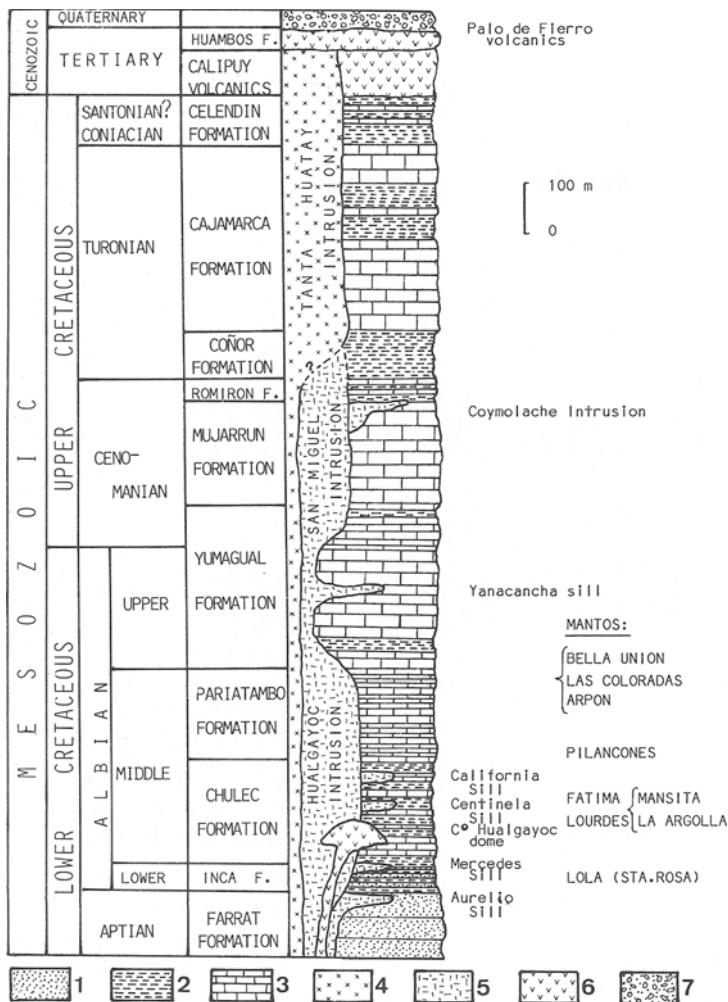 CENOZOIC
QUATERNARY
TERTIARY
HUAMBOS F.
CALIPUY
VOLCANICS
Palo de Fierro
volcanics
MESOZOIC
UPPER CRETACEOUS
SANTONIAN?
CONIACIAN
CELENDIN
FORMATION
TURONIAN
CAJAMARCA
FORMATION
COÑOR
FORMATION
TANTA HUATAY
INTRUSION
100 m
0
?
CENO-
MANIAN
ROMIRON F.
MUJARRUN
FORMATION
SAN MIGUEL
INTRUSION
Coymolache Intrusion
YUMAGUAL
FORMATION
Yanacancha sill
LOWER CRETACEOUS
ALBIAN
UPPER
MIDDLE
LOWER
PARIATAMBO
FORMATION
CHULEC
FORMATION
INCA F.
APTIAN
FARRAT
FORMATION
HUALGAYOC
INTRUSION
California
Sill
Centinela
Sill
Cº Hualgayoc
dome
Mercedes
Sill
Aurelio
Sill
MANTOS:
BELLA UNION
LAS COLORADAS
ARPON
PILANCONES
FATIMA MANSITA
LOURDES LA ARGOLLA
LOLA (STA.ROSA)
1 2 3 4 5 6 7